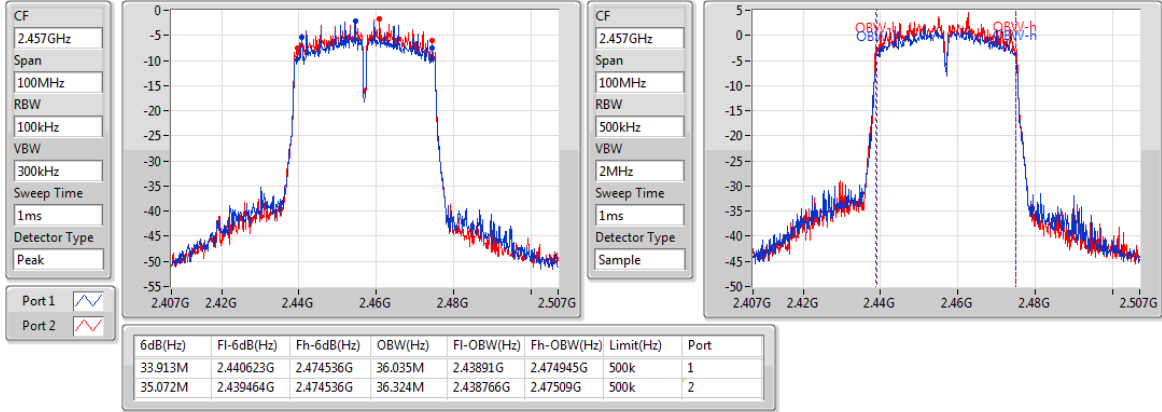 CF
2.457GHz
Span
100MHz
RBW
100kHz
VBW
300kHz
Sweep Time
1ms
Detector Type
Peak
Port 1
Port 2
0
-5
-10
-15
-20
-25
-30
-35
-40
-45
-50
-55
2.407G 2.42G 2.44G 2.46G 2.48G 2.507G
CF
2.457GHz
Span
100MHz
RBW
500kHz
VBW
2MHz
Sweep Time
1ms
Detector Type
Sample
5
0
-5
-10
-15
-20
-25
-30
-35
-40
-45
-50
OBW-l OBW-h
OBW-l OBW-h
2.407G 2.42G 2.44G 2.46G 2.48G 2.507G
6dB(Hz) Fl-6dB(Hz) Fh-6dB(Hz) OBW(Hz) Fl-OBW(Hz) Fh-OBW(Hz) Limit(Hz) Port
33.913M 2.440623G 2.474536G 36.035M 2.43891G 2.474945G 500k 1
35.072M 2.439464G 2.474536G 36.324M 2.438766G 2.47509G 500k 2